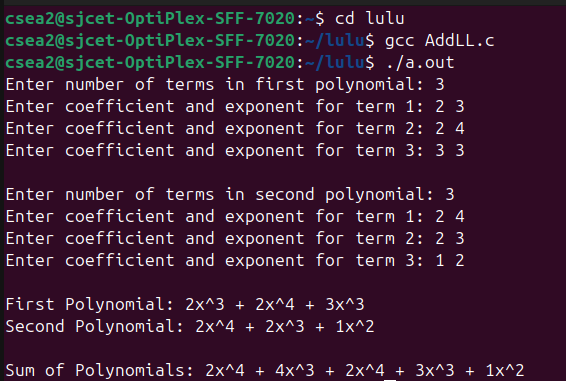 csea2@sjcet-OptiPlex-SFF-7020:~$ cd lulu
csea2@sjcet-OptiPlex-SFF-7020:~/lulu$ gcc AddLL.c
csea2@sjcet-OptiPlex-SFF-7020:~/lulu$ ./a.out
Enter number of terms in first polynomial: 3
Enter coefficient and exponent for term 1: 2 3
Enter coefficient and exponent for term 2: 2 4
Enter coefficient and exponent for term 3: 3 3
Enter number of terms in second polynomial: 3
Enter coefficient and exponent for term 1: 2 4
Enter coefficient and exponent for term 2: 2 3
Enter coefficient and exponent for term 3: 1 2
First Polynomial: 2x^3 + 2x^4 + 3x^3
Second Polynomial: 2x^4 + 2x^3 + 1x^2
Sum of Polynomials: 2x^4 + 4x^3 + 2x^4 + 3x^3 + 1x^2